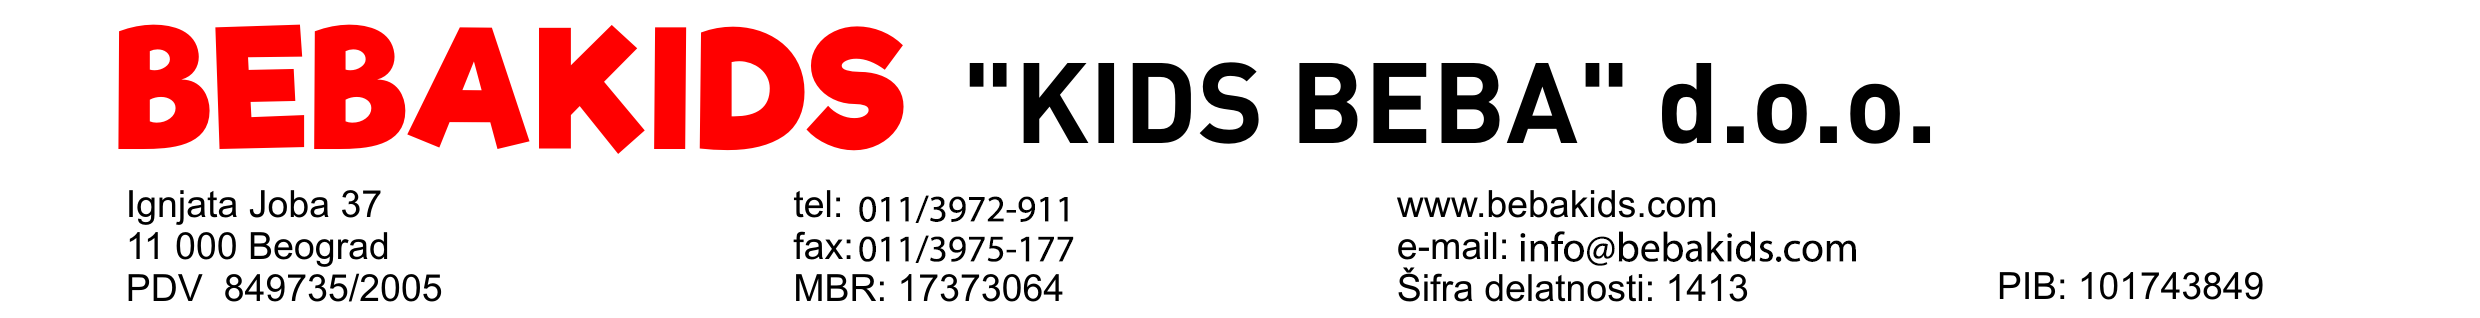 BEBAKIDS "KIDS BEBA" d.o.o.
Ignjata Joba 37
11 000 Beograd
PDV 849735/2005
tel: 011/3972-911
fax: 011/3975-177
MBR: 17373064
www.bebakids.com
e-mail: info@bebakids.com
Šifra delatnosti: 1413
PIB: 101743849